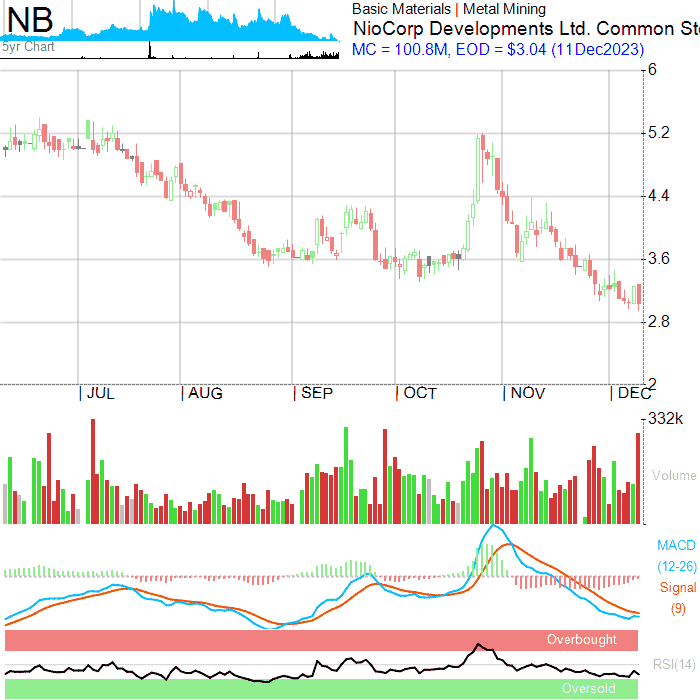 NB
5yr Chart
Basic Materials | Metal Mining
NioCorp Developments Ltd. Common Sto
MC = 100.8M, EOD = $3.04 (11Dec2023)
6
5.2
4.4
3.6
2.8
2
| JUL | AUG | SEP | OCT | NOV | DEC
332k
Volume
MACD
(12-26)
Signal
(9)
Overbought
RSI(14)
Oversold